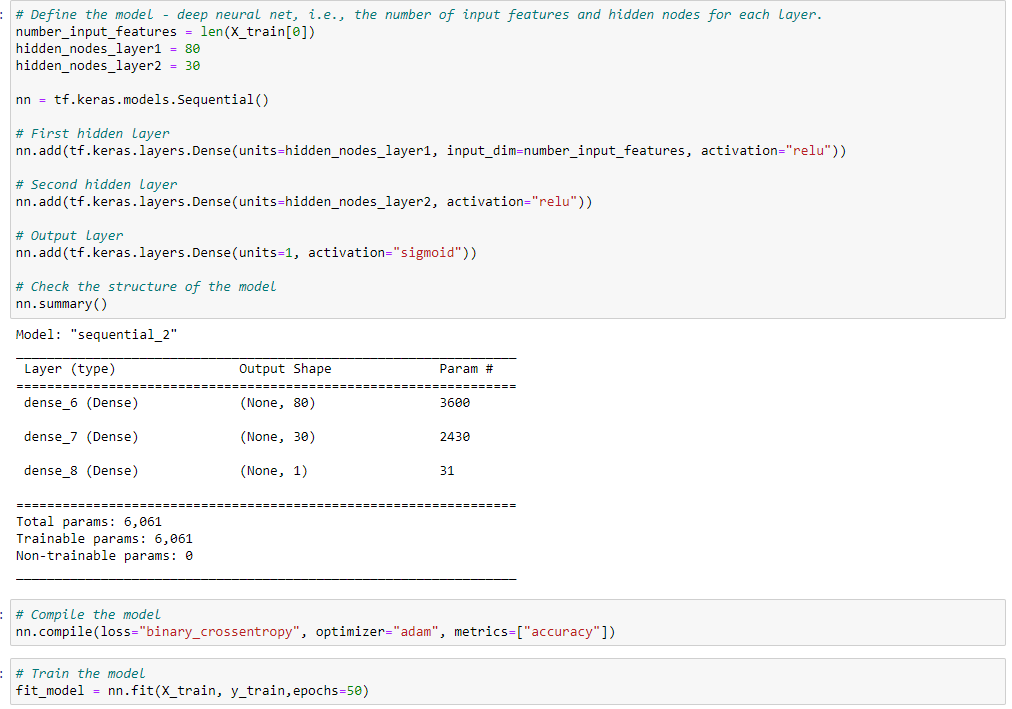 : # Define the model - deep neural net, i.e., the number of input features and hidden nodes for each layer.
number_input_features = len(X_train[0])
hidden_nodes_layer1 = 80
hidden_nodes_layer2 = 30
nn = tf.keras.models.Sequential()
# First hidden layer
nn.add(tf.keras.layers.Dense(units=hidden_nodes_layer1, input_dim=number_input_features, activation="relu"))
# Second hidden layer
nn.add(tf.keras.layers.Dense(units=hidden_nodes_layer2, activation="relu"))
# Output layer
nn.add(tf.keras.layers.Dense(units=1, activation="sigmoid"))
# Check the structure of the model
nn.summary()
Model: "sequential_2"
_________________________________________________________________
Layer (type) Output Shape Param #
=================================================================
dense_6 (Dense) (None, 80) 3600
dense_7 (Dense) (None, 30) 2430
dense_8 (Dense) (None, 1) 31
=================================================================
Total params: 6,061
Trainable params: 6,061
Non-trainable params: 0
_________________________________________________________________
: # Compile the model
nn.compile(loss="binary_crossentropy", optimizer="adam", metrics=["accuracy"])
: # Train the model
fit_model = nn.fit(X_train, y_train,epochs=50)